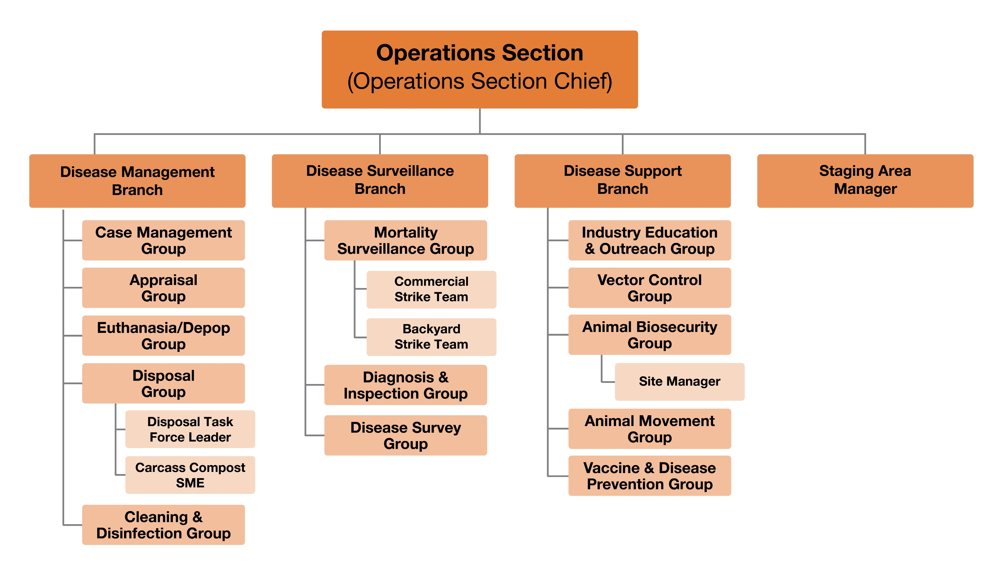 Operations Section
(Operations Section Chief)
Disease Management
Branch
Case Management
Group
Appraisal
Group
Euthanasia/Depop
Group
Disposal
Group
Disposal Task
Force Leader
Carcass Compost
SME
Cleaning &
Disinfection Group
Disease Surveillance
Branch
Mortality
Surveillance Group
Commercial
Strike Team
Backyard
Strike Team
Diagnosis &
Inspection Group
Disease Survey
Group
Disease Support
Branch
Industry Education
& Outreach Group
Vector Control
Group
Animal Biosecurity
Group
Site Manager
Animal Movement
Group
Vaccine & Disease
Prevention Group
Staging Area
Manager